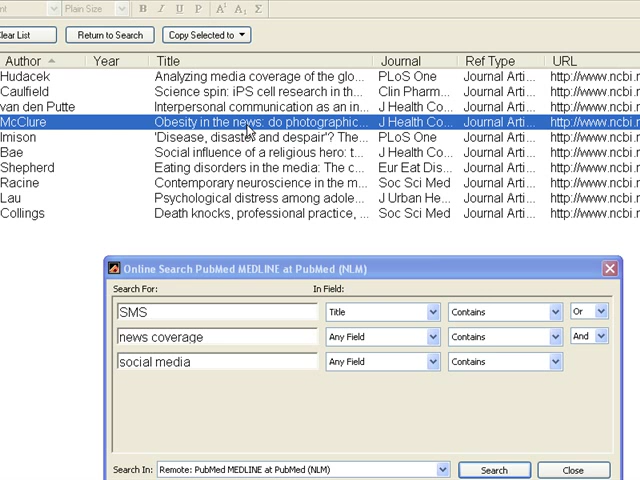 Plain Size B I U P A¹ A₁ Σ
Clear List Return to Search Copy Selected to
Author Year Title Journal Ref Type URL
Hudacek Analyzing media coverage of the glo... PLoS One Journal Arti... http://www.ncbi.n
Caulfield Science spin: iPS cell research in th... Clin Pharm... Journal Arti... http://www.ncbi.n
van den Putte Interpersonal communication as an in... J Health Co... Journal Arti... http://www.ncbi.n
McClure Obesity in the news: do photographic... J Health Co... Journal Arti... http://www.ncbi.n
Imison 'Disease, disaster and despair'? The... PLoS One Journal Arti... http://www.ncbi.n
Bae Social influence of a religious hero: t... J Health Co... Journal Arti... http://www.ncbi.n
Shepherd Eating disorders in the media: The c... Eur Eat Dis... Journal Arti... http://www.ncbi.n
Racine Contemporary neuroscience in the m... Soc Sci Med Journal Arti... http://www.ncbi.n
Lau Psychological distress among adole... J Urban He... Journal Arti... http://www.ncbi.n
Collings Death knocks, professional practice, ... Soc Sci Med Journal Arti... http://www.ncbi.n
Online Search PubMed MEDLINE at PubMed (NLM)
Search For: In Field:
SMS Title Contains Or
news coverage Any Field Contains And
social media Any Field Contains
Search In: Remote: PubMed MEDLINE at PubMed (NLM) Search Close